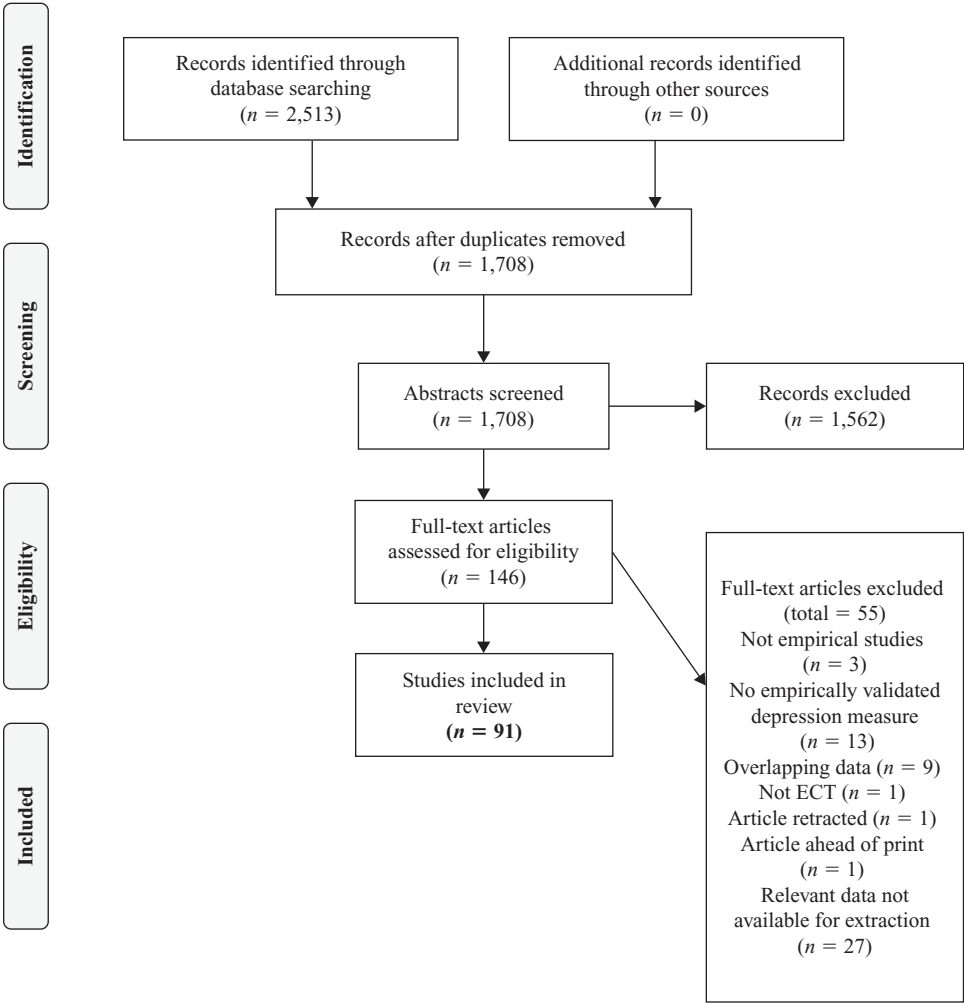 Identification
Records identified through
database searching
(n = 2,513)
Additional records identified
through other sources
(n = 0)
Records after duplicates removed
(n = 1,708)
Screening
Abstracts screened
(n = 1,708)
Records excluded
(n = 1,562)
Eligibility
Full-text articles
assessed for eligibility
(n = 146)
Full-text articles excluded
(total = 55)
Not empirical studies
(n = 3)
No empirically validated
depression measure
(n = 13)
Overlapping data (n = 9)
Not ECT (n = 1)
Article retracted (n = 1)
Article ahead of print
(n = 1)
Relevant data not
available for extraction
(n = 27)
Studies included in
review
(n = 91)
Included